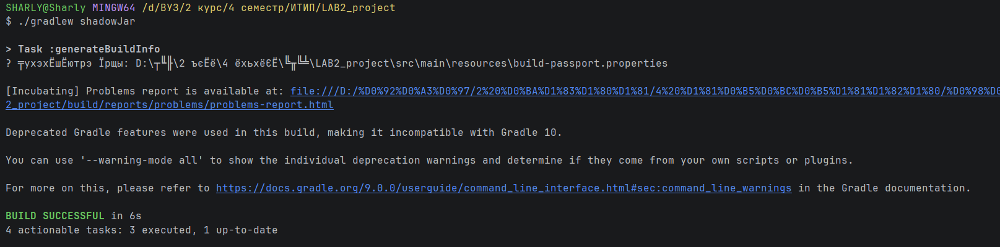 SHARLY@Sharly MINGW64 /d/ВУЗ/2 курс/4 семестр/ИТИП/LAB2_project
$ ./gradlew shadowJar
> Task :generateBuildInfo
? ╤ухэхЁшЁютрэ Їрщы: D:\┬╙╟\2 ъєЁё\4 ёхьхёЄЁ\╚╥╚╧\LAB2_project\src\main\resources\build-passport.properties
[Incubating] Problems report is available at: file:///D:/%D0%92%D0%A3%D0%97/2%20%D0%BA%D1%83%D1%80%D1%81/4%20%D1%81%D0%B5%D0%BC%D0%B5%D1%81%D1%82%D1%80/%D0%98%D0
2_project/build/reports/problems/problems-report.html
Deprecated Gradle features were used in this build, making it incompatible with Gradle 10.
You can use '--warning-mode all' to show the individual deprecation warnings and determine if they come from your own scripts or plugins.
For more on this, please refer to https://docs.gradle.org/9.0.0/userguide/command_line_interface.html#sec:command_line_warnings in the Gradle documentation.
BUILD SUCCESSFUL in 6s
4 actionable tasks: 3 executed, 1 up-to-date